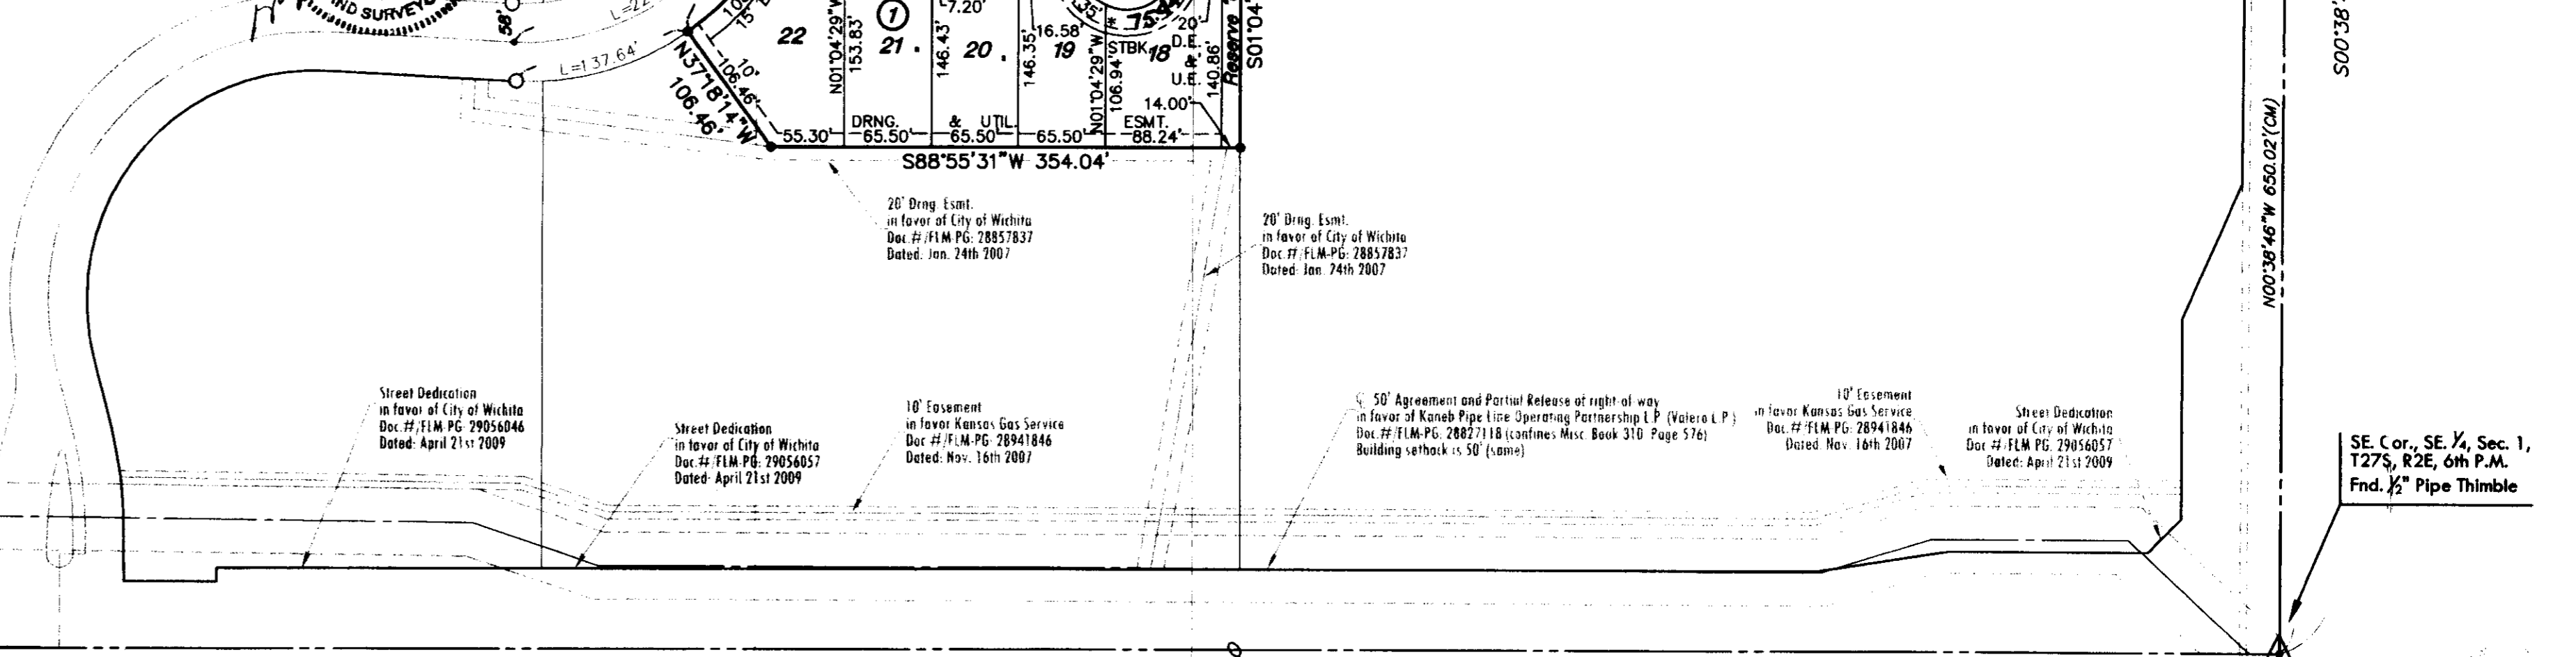 ND SURVEYO
58'
L=22
L=137.64'
N37°18'14"W
106.46'
10'
106.46'
15'
22
N01°04'29"W
153.83'
1
21
146.43'
7.20'
20
146.35'
16.58'
19
N01°04'29"W
106.94'
35'
STBK
18
20'
D.E.
U.E.
140.86'
14.00'
Reserve
S01°04'
DRNG. & UTIL. ESMT.
55.30' 65.50' 65.50' 65.50' 88.24'
S88°55'31"W 354.04'
20' Drng. Esmt.
in favor of City of Wichita
Doc.#/FLM-PG: 28857837
Dated: Jan. 24th 2007
20' Drng. Esmt.
in favor of City of Wichita
Doc.#/FLM-PG: 28857837
Dated: Jan. 24th 2007
Street Dedication
in favor of City of Wichita
Doc.#/FLM-PG: 29056046
Dated: April 21st 2009
Street Dedication
in favor of City of Wichita
Doc.#/FLM-PG: 29056057
Dated: April 21st 2009
10' Easement
in favor Kansas Gas Service
Doc.#/FLM-PG: 28941846
Dated: Nov. 16th 2007
℄ 50' Agreement and Partial Release of right-of-way
in favor of Kaneb Pipe Line Operating Partnership L.P. (Valero L.P.)
Doc.#/FLM-PG: 28827118 (confines Misc. Book 310 Page 576)
Building setback is 50' (same)
10' Easement
in favor Kansas Gas Service
Doc.#/FLM-PG: 28941846
Dated: Nov. 16th 2007
Street Dedication
in favor of City of Wichita
Doc.#/FLM-PG: 29056057
Dated: April 21st 2009
N00°38'46"W 650.02'(CM)
S00°38'
SE. Cor., SE. ¼, Sec. 1,
T27S, R2E, 6th P.M.
Fnd. ½" Pipe Thimble